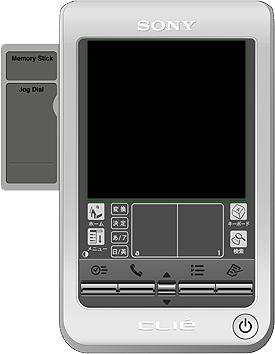 SONY
Memory Stick
Jog Dial
変換
決定
あ/ア
日/英
ホーム
メニュー
キーボード
検索
a
1
CLIÉ